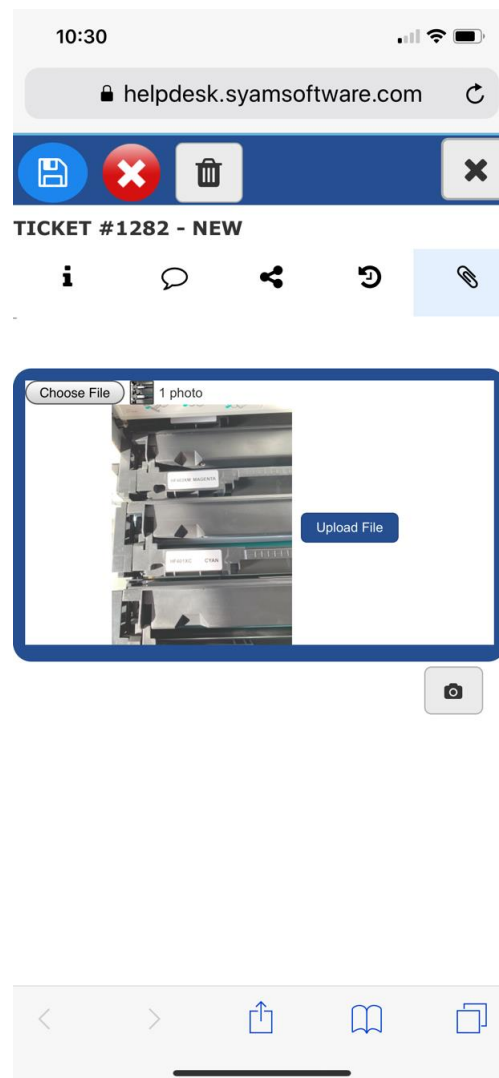 10:30
helpdesk.syamsoftware.com
TICKET #1282 - NEW
Choose File 1 photo
MAGENTA
CYAN
Upload File